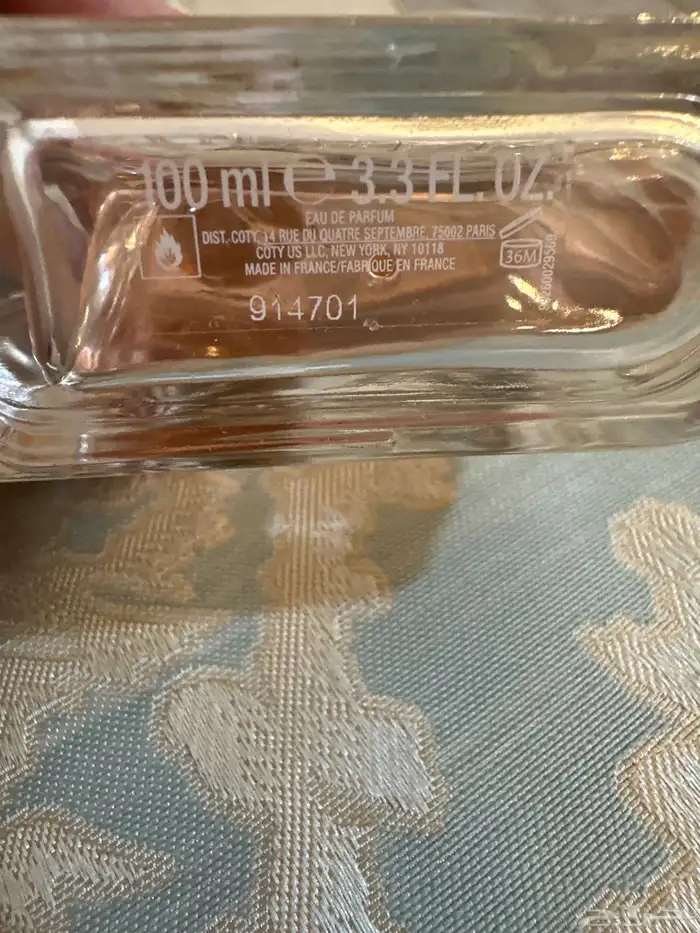 100 ml e 3.3 FL. OZ.
EAU DE PARFUM
DIST. COTY 14 RUE DU QUATRE SEPTEMBRE, 75002 PARIS
COTY US LLC, NEW YORK, NY 10118
MADE IN FRANCE/FABRIQUÉ EN FRANCE
36M
914701